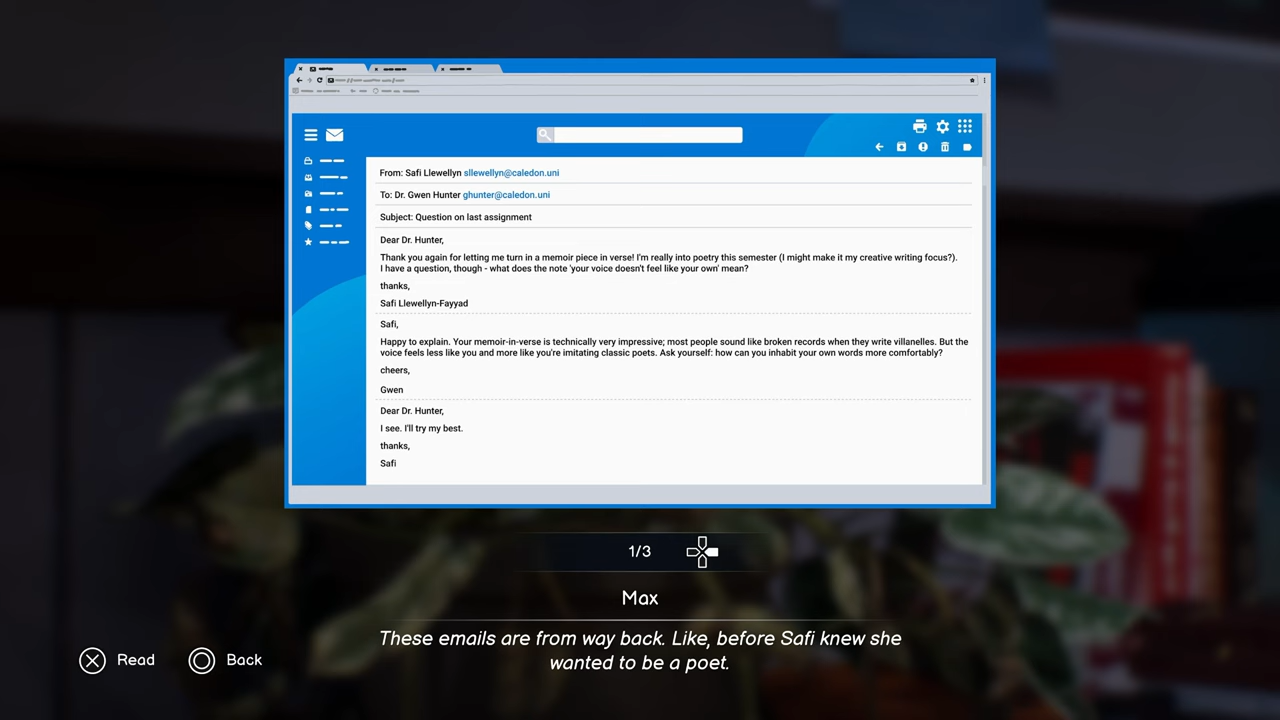 From: Safi Llewellyn sllewellyn@caledon.uni
To: Dr. Gwen Hunter ghunter@caledon.uni
Subject: Question on last assignment
Dear Dr. Hunter,
Thank you again for letting me turn in a memoir piece in verse! I'm really into poetry this semester (I might make it my creative writing focus?).
I have a question, though - what does the note 'your voice doesn't feel like your own' mean?
thanks,
Safi Llewellyn-Fayyad
Safi,
Happy to explain. Your memoir-in-verse is technically very impressive; most people sound like broken records when they write villanelles. But the
voice feels less like you and more like you're imitating classic poets. Ask yourself: how can you inhabit your own words more comfortably?
cheers,
Gwen
Dear Dr. Hunter,
I see. I'll try my best.
thanks,
Safi
1/3
Max
These emails are from way back. Like, before Safi knew she
wanted to be a poet.
Read
Back